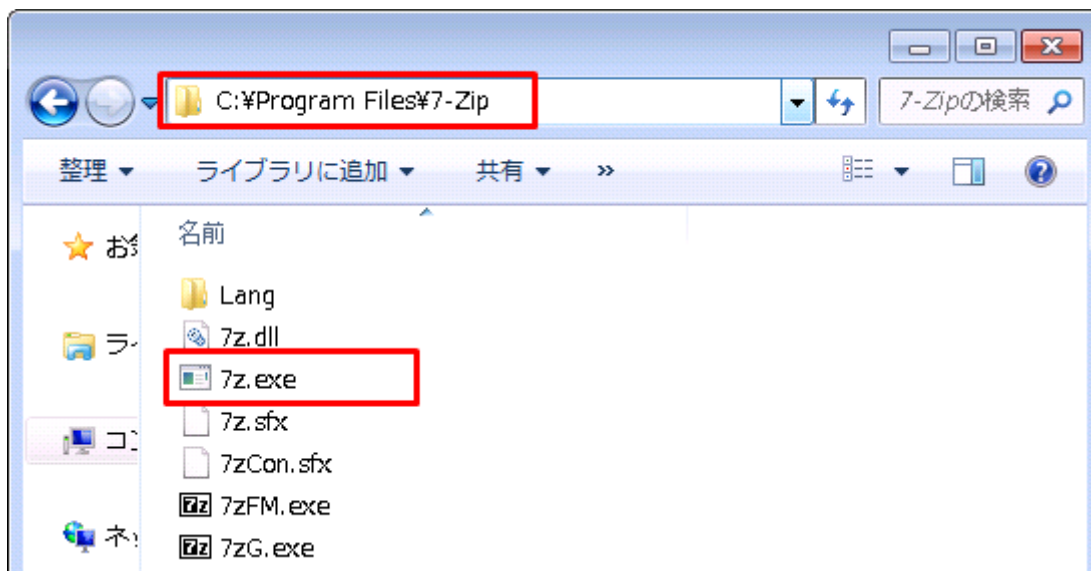 C:¥Program Files¥7-Zip
7-Zipの検索
整理 ライブラリに追加 共有 »
名前
Lang
7z.dll
7z.exe
7z.sfx
コン
7zCon.sfx
7zFM.exe
ネッ
7zG.exe